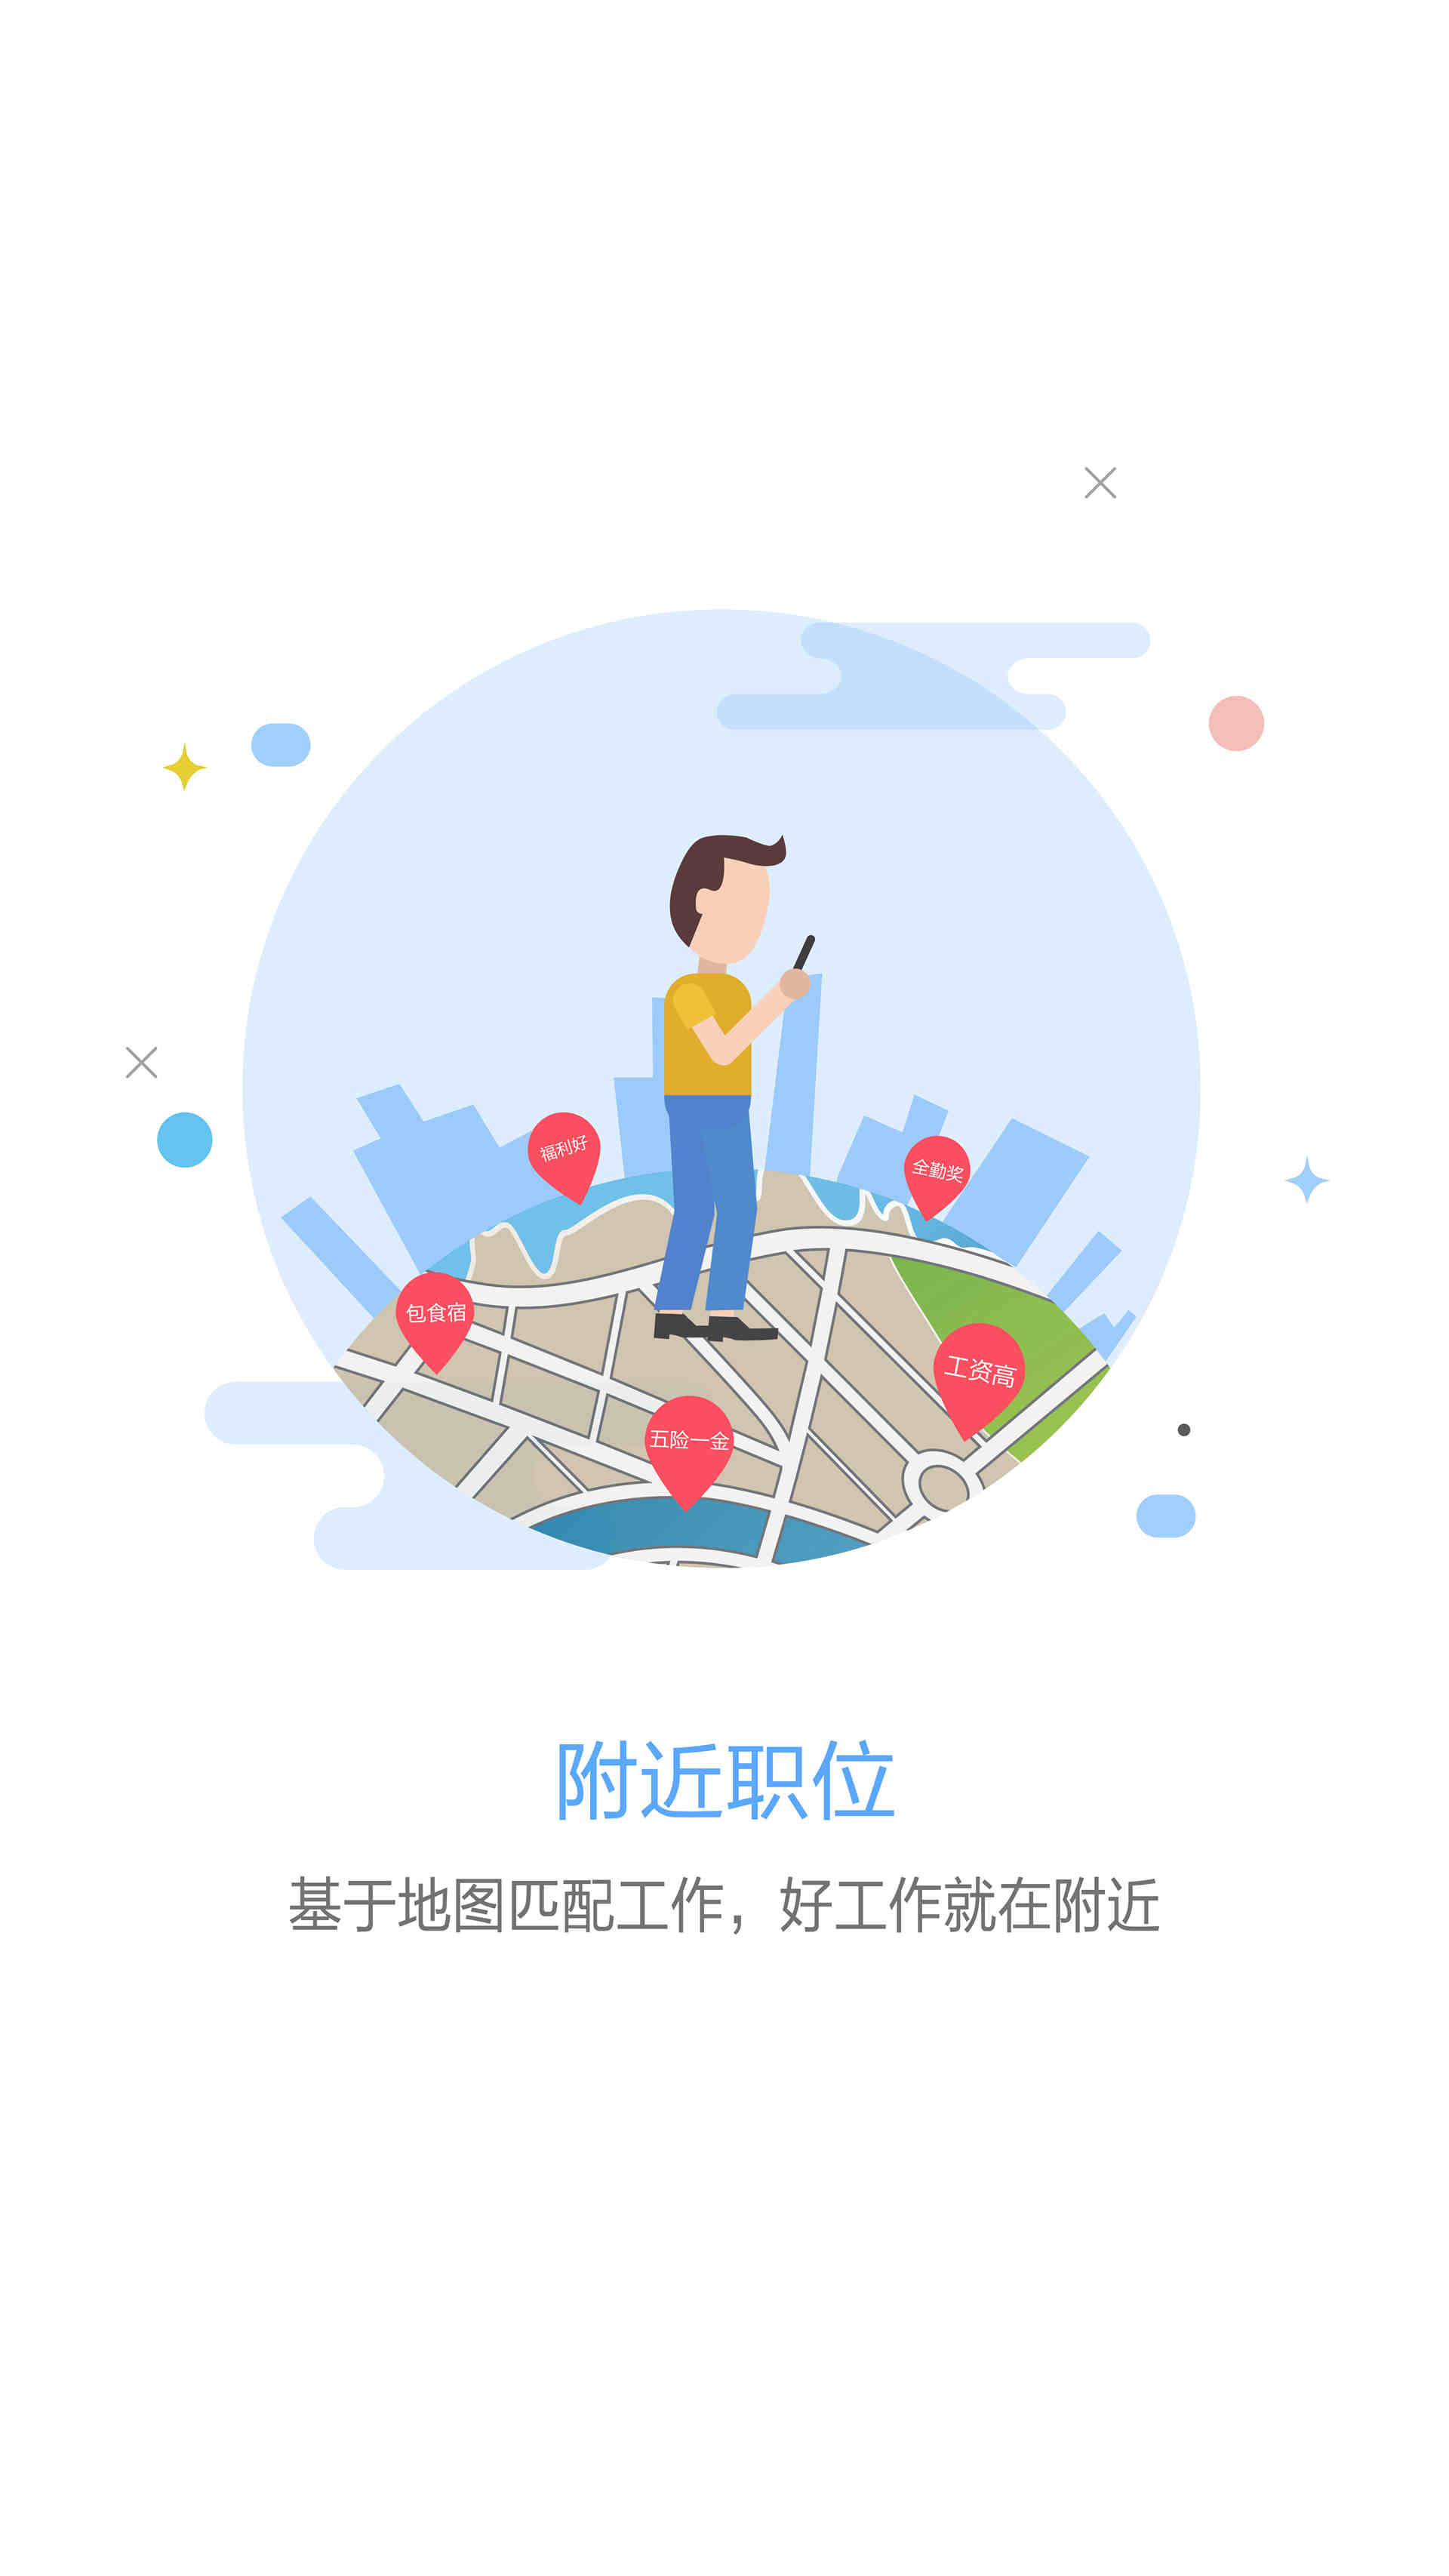 福利好
全勤奖
包食宿
工资高
五险一金
附近职位
基于地图匹配工作，好工作就在附近